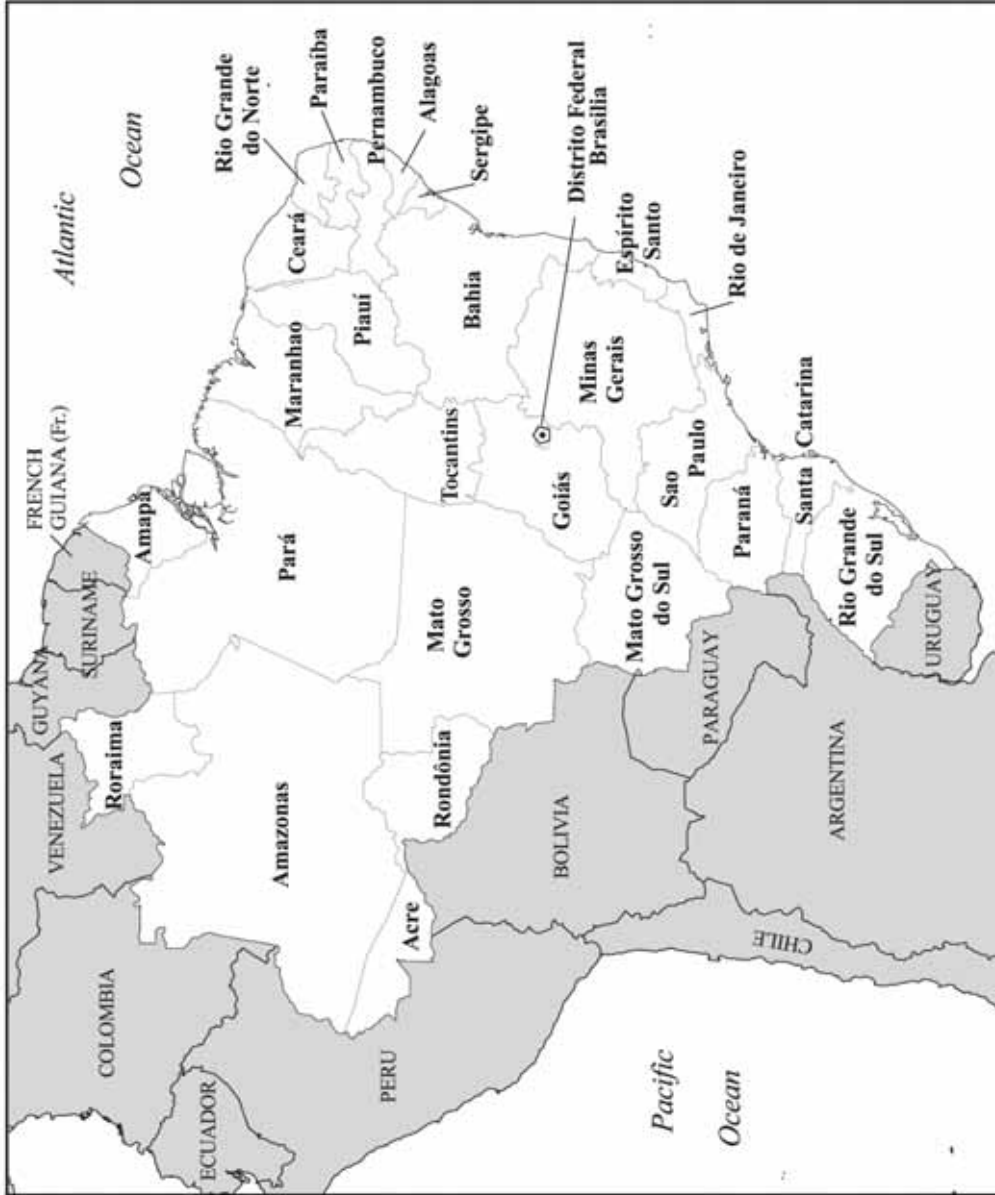 Atlantic
Ocean
FRENCH
GUIANA (Fr.)
SURINAME
GUYANA
VENEZUELA
COLOMBIA
ECUADOR
PERU
BOLIVIA
PARAGUAY
CHILE
ARGENTINA
URUGUAY
Pacific
Ocean
Roraima
Amapá
Amazonas
Pará
Acre
Rondônia
Mato
Grosso
Tocantins
Maranhao
Piauí
Ceará
Rio Grande
do Norte
Paraíba
Pernambuco
Alagoas
Sergipe
Bahia
Distrito Federal
Brasilia
Goiás
Minas
Gerais
Espírito
Santo
Rio de Janeiro
Sao
Paulo
Mato Grosso
do Sul
Paraná
Santa Catarina
Rio Grande
do Sul